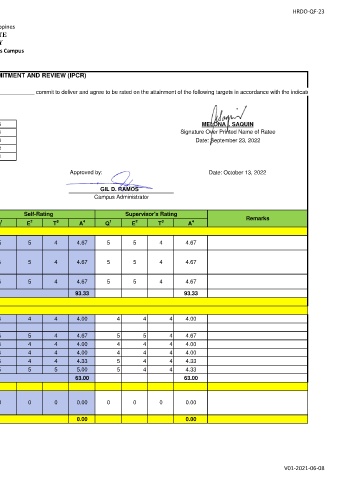 HRDO-QF-23
ppines
TE
Y
s Campus
MITMENT AND REVIEW (IPCR)
commit to deliver and agree to be rated on the attainment of the following targets in accordance with the indicat
MELONA SAQUIN
Signature Over Printed Name of Ratee
Date: September 23, 2022
Approved by:
Date: October 13, 2022
GIL D. RAMOS
Campus Administrator
Self-Rating Supervisor's Rating Remarks
E² T³ A⁴ Q¹ E² T³ A⁴
5 5 4 4.67 5 5 4 4.67
5 5 4 4.67 5 5 4 4.67
5 5 4 4.67 5 5 4 4.67
93.33 93.33
4 4 4.00 4 4 4 4.00
5 4 4.67 5 5 4 4.67
4 4 4.00 4 4 4 4.00
4 4 4.00 4 4 4 4.00
4 4 4.33 5 4 4 4.33
5 5 5.00 5 4 4 4.33
63.00 63.00
0 0 0.00 0 0 0 0.00
0.00 0.00
V01-2021-06-08